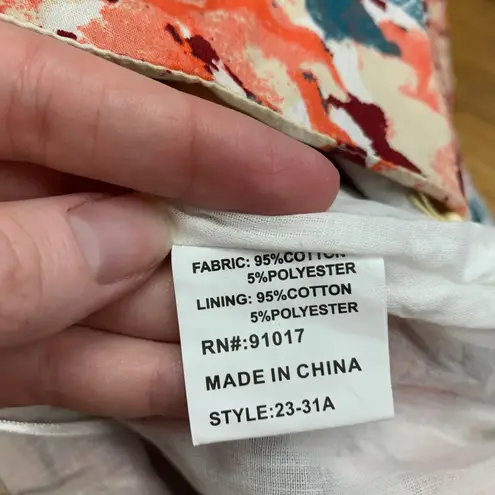 FABRIC: 95%COTTON
5%POLYESTER
LINING: 95%COTTON
5%POLYESTER
RN#:91017
MADE IN CHINA
STYLE:23-31A